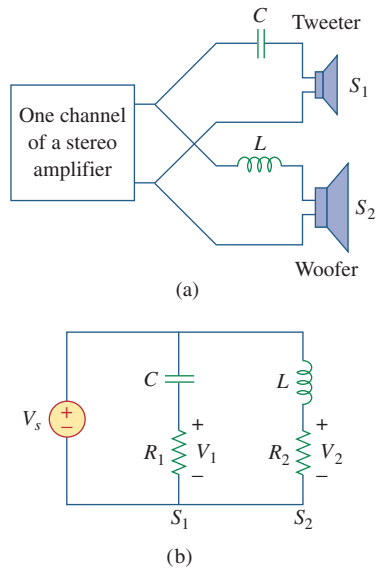 C
Tweeter
S1
One channel
of a stereo
amplifier
L
S2
Woofer
(a)
C
L
Vs
+
−
+
R1
V1
−
+
R2
V2
−
S1
S2
(b)